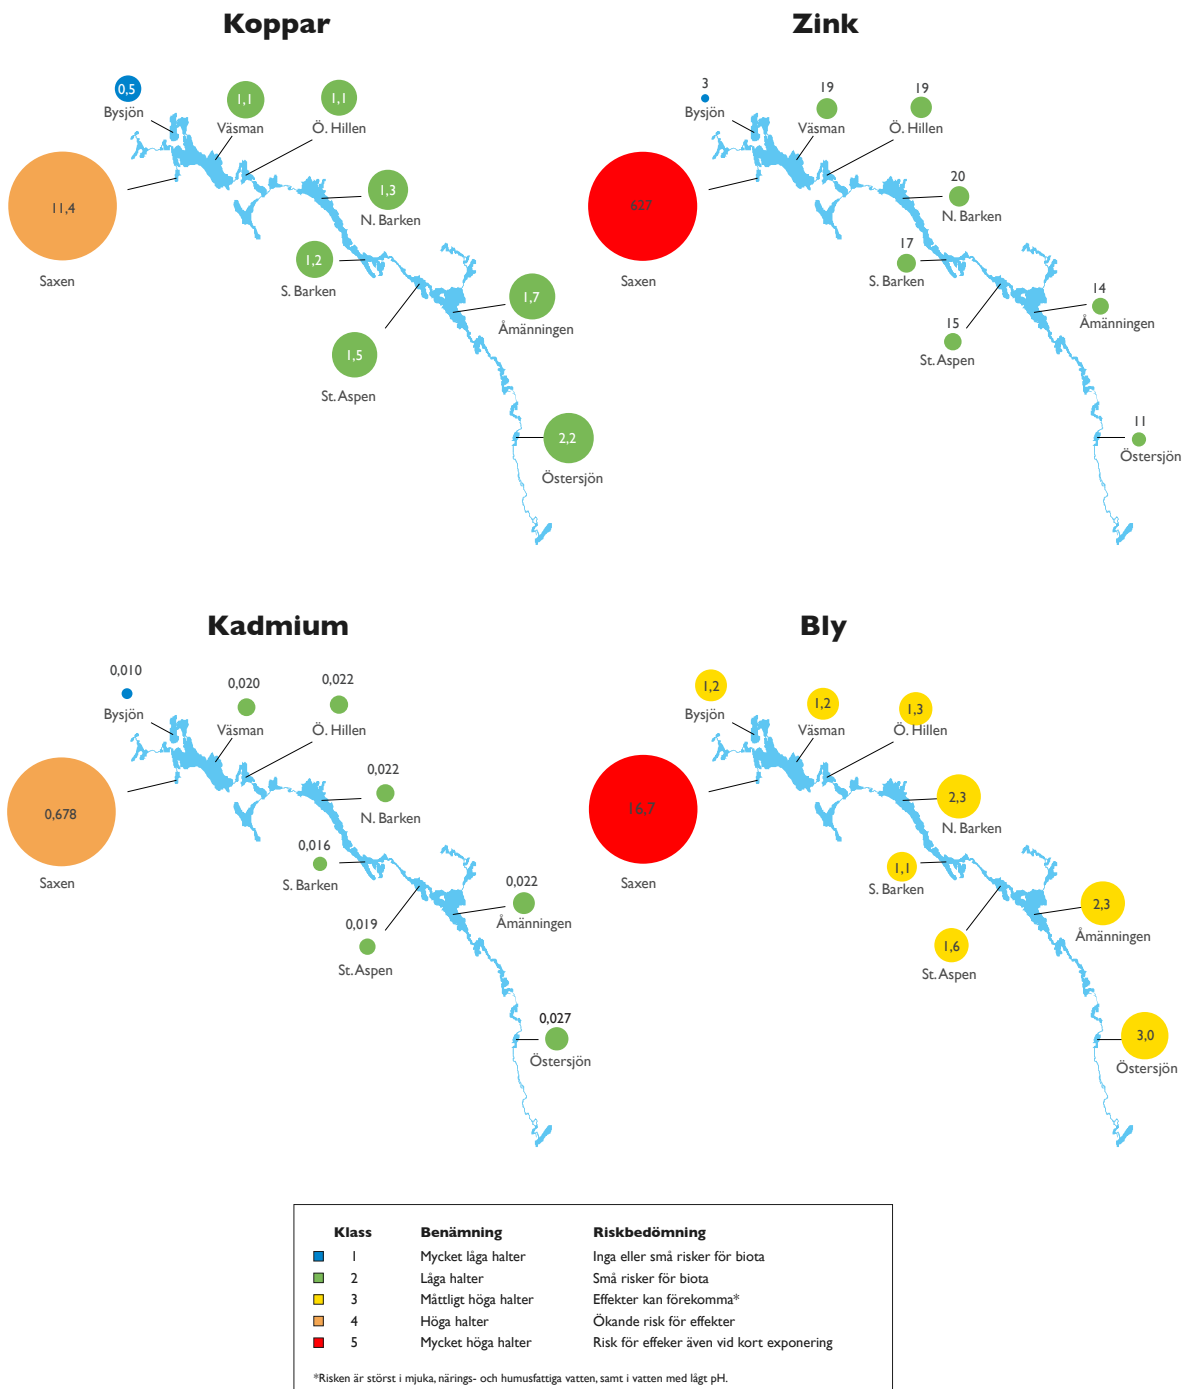 Koppar
0,5
Bysjön
1,1
Väsman
1,1
Ö. Hillen
11,4
Saxen
1,3
N. Barken
1,2
S. Barken
1,7
Åmänningen
1,5
St. Aspen
2,2
Östersjön
Zink
3
Bysjön
19
Väsman
19
Ö. Hillen
627
Saxen
20
N. Barken
17
S. Barken
14
Åmänningen
15
St. Aspen
11
Östersjön
Kadmium
0,010
Bysjön
0,020
Väsman
0,022
Ö. Hillen
0,678
Saxen
0,022
N. Barken
0,016
S. Barken
0,022
Åmänningen
0,019
St. Aspen
0,027
Östersjön
Bly
1,2
Bysjön
1,2
Väsman
1,3
Ö. Hillen
16,7
Saxen
2,3
N. Barken
1,1
S. Barken
2,3
Åmänningen
1,6
St. Aspen
3,0
Östersjön
Klass Benämning Riskbedömning
1 Mycket låga halter Inga eller små risker för biota
2 Låga halter Små risker för biota
3 Måttligt höga halter Effekter kan förekomma*
4 Höga halter Ökande risk för effekter
5 Mycket höga halter Risk för effeker även vid kort exponering
*Risken är störst i mjuka, närings- och humusfattiga vatten, samt i vatten med lågt pH.